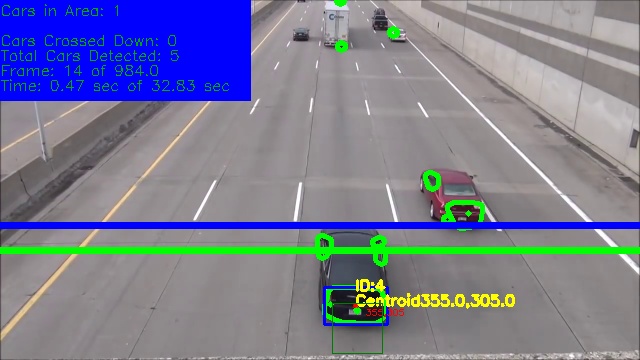 Cars in Area: 1
Cars Crossed Down: 0
Total Cars Detected: 5
Frame: 14 of 984.0
Time: 0.47 sec of 32.83 sec
ID:4
Centroid355.0,305.0